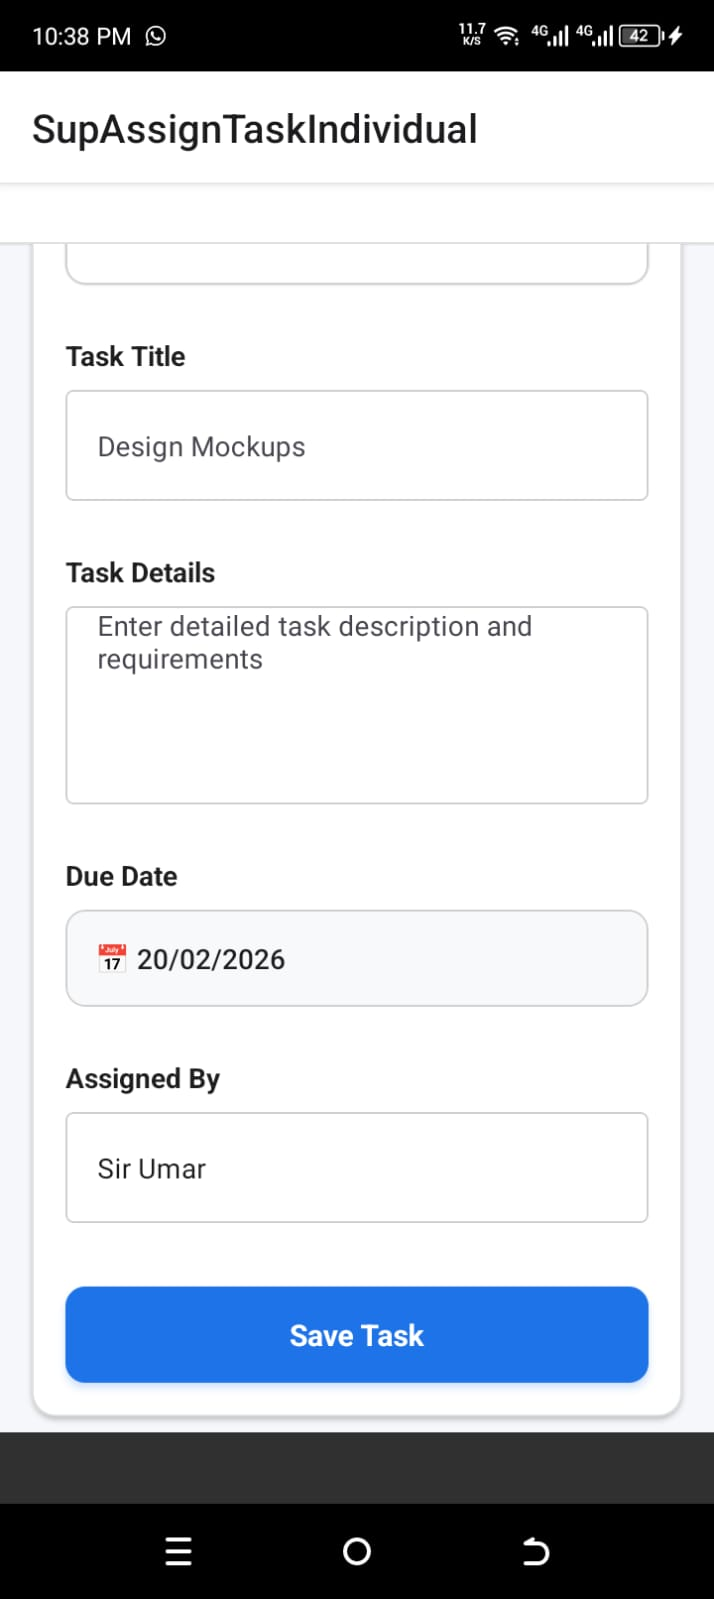 10:38 PM
11.7
K/S
4G
4G
42
SupAssignTaskIndividual
Task Title
Design Mockups
Task Details
Enter detailed task description and
requirements
Due Date
July
17
20/02/2026
Assigned By
Sir Umar
Save Task